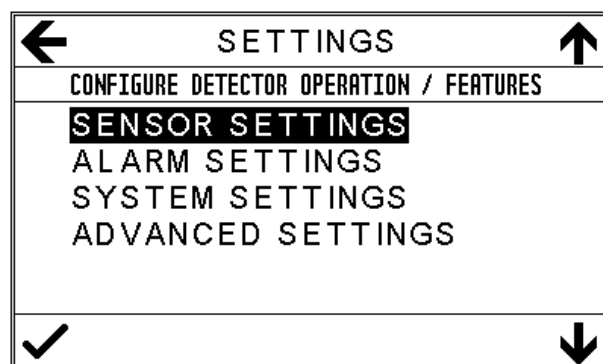 SETTINGS
CONFIGURE DETECTOR OPERATION / FEATURES
SENSOR SETTINGS
ALARM SETTINGS
SYSTEM SETTINGS
ADVANCED SETTINGS